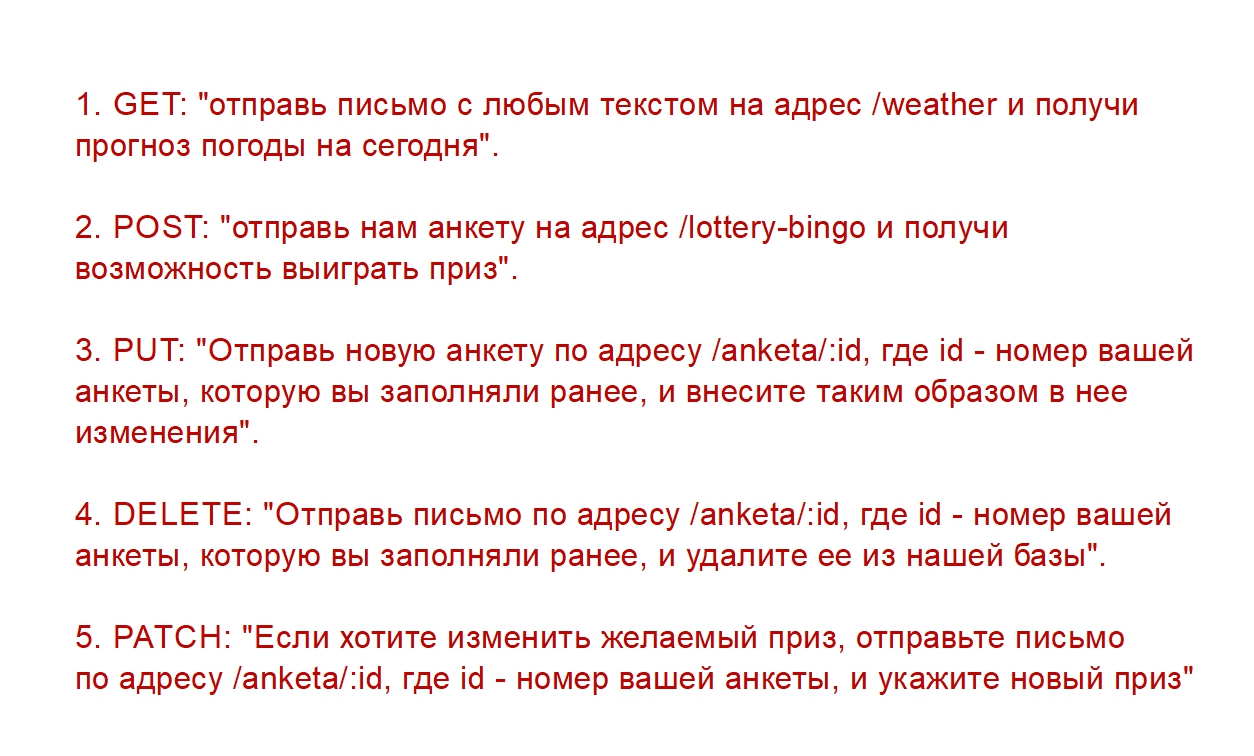 1. GET: "отправь письмо с любым текстом на адрес /weather и получи
прогноз погоды на сегодня".
2. POST: "отправь нам анкету на адрес /lottery-bingo и получи
возможность выиграть приз".
3. PUT: "Отправь новую анкету по адресу /anketa/:id, где id - номер вашей
анкеты, которую вы заполняли ранее, и внесите таким образом в нее
изменения".
4. DELETE: "Отправь письмо по адресу /anketa/:id, где id - номер вашей
анкеты, которую вы заполняли ранее, и удалите ее из нашей базы".
5. PATCH: "Если хотите изменить желаемый приз, отправьте письмо
по адресу /anketa/:id, где id - номер вашей анкеты, и укажите новый приз"